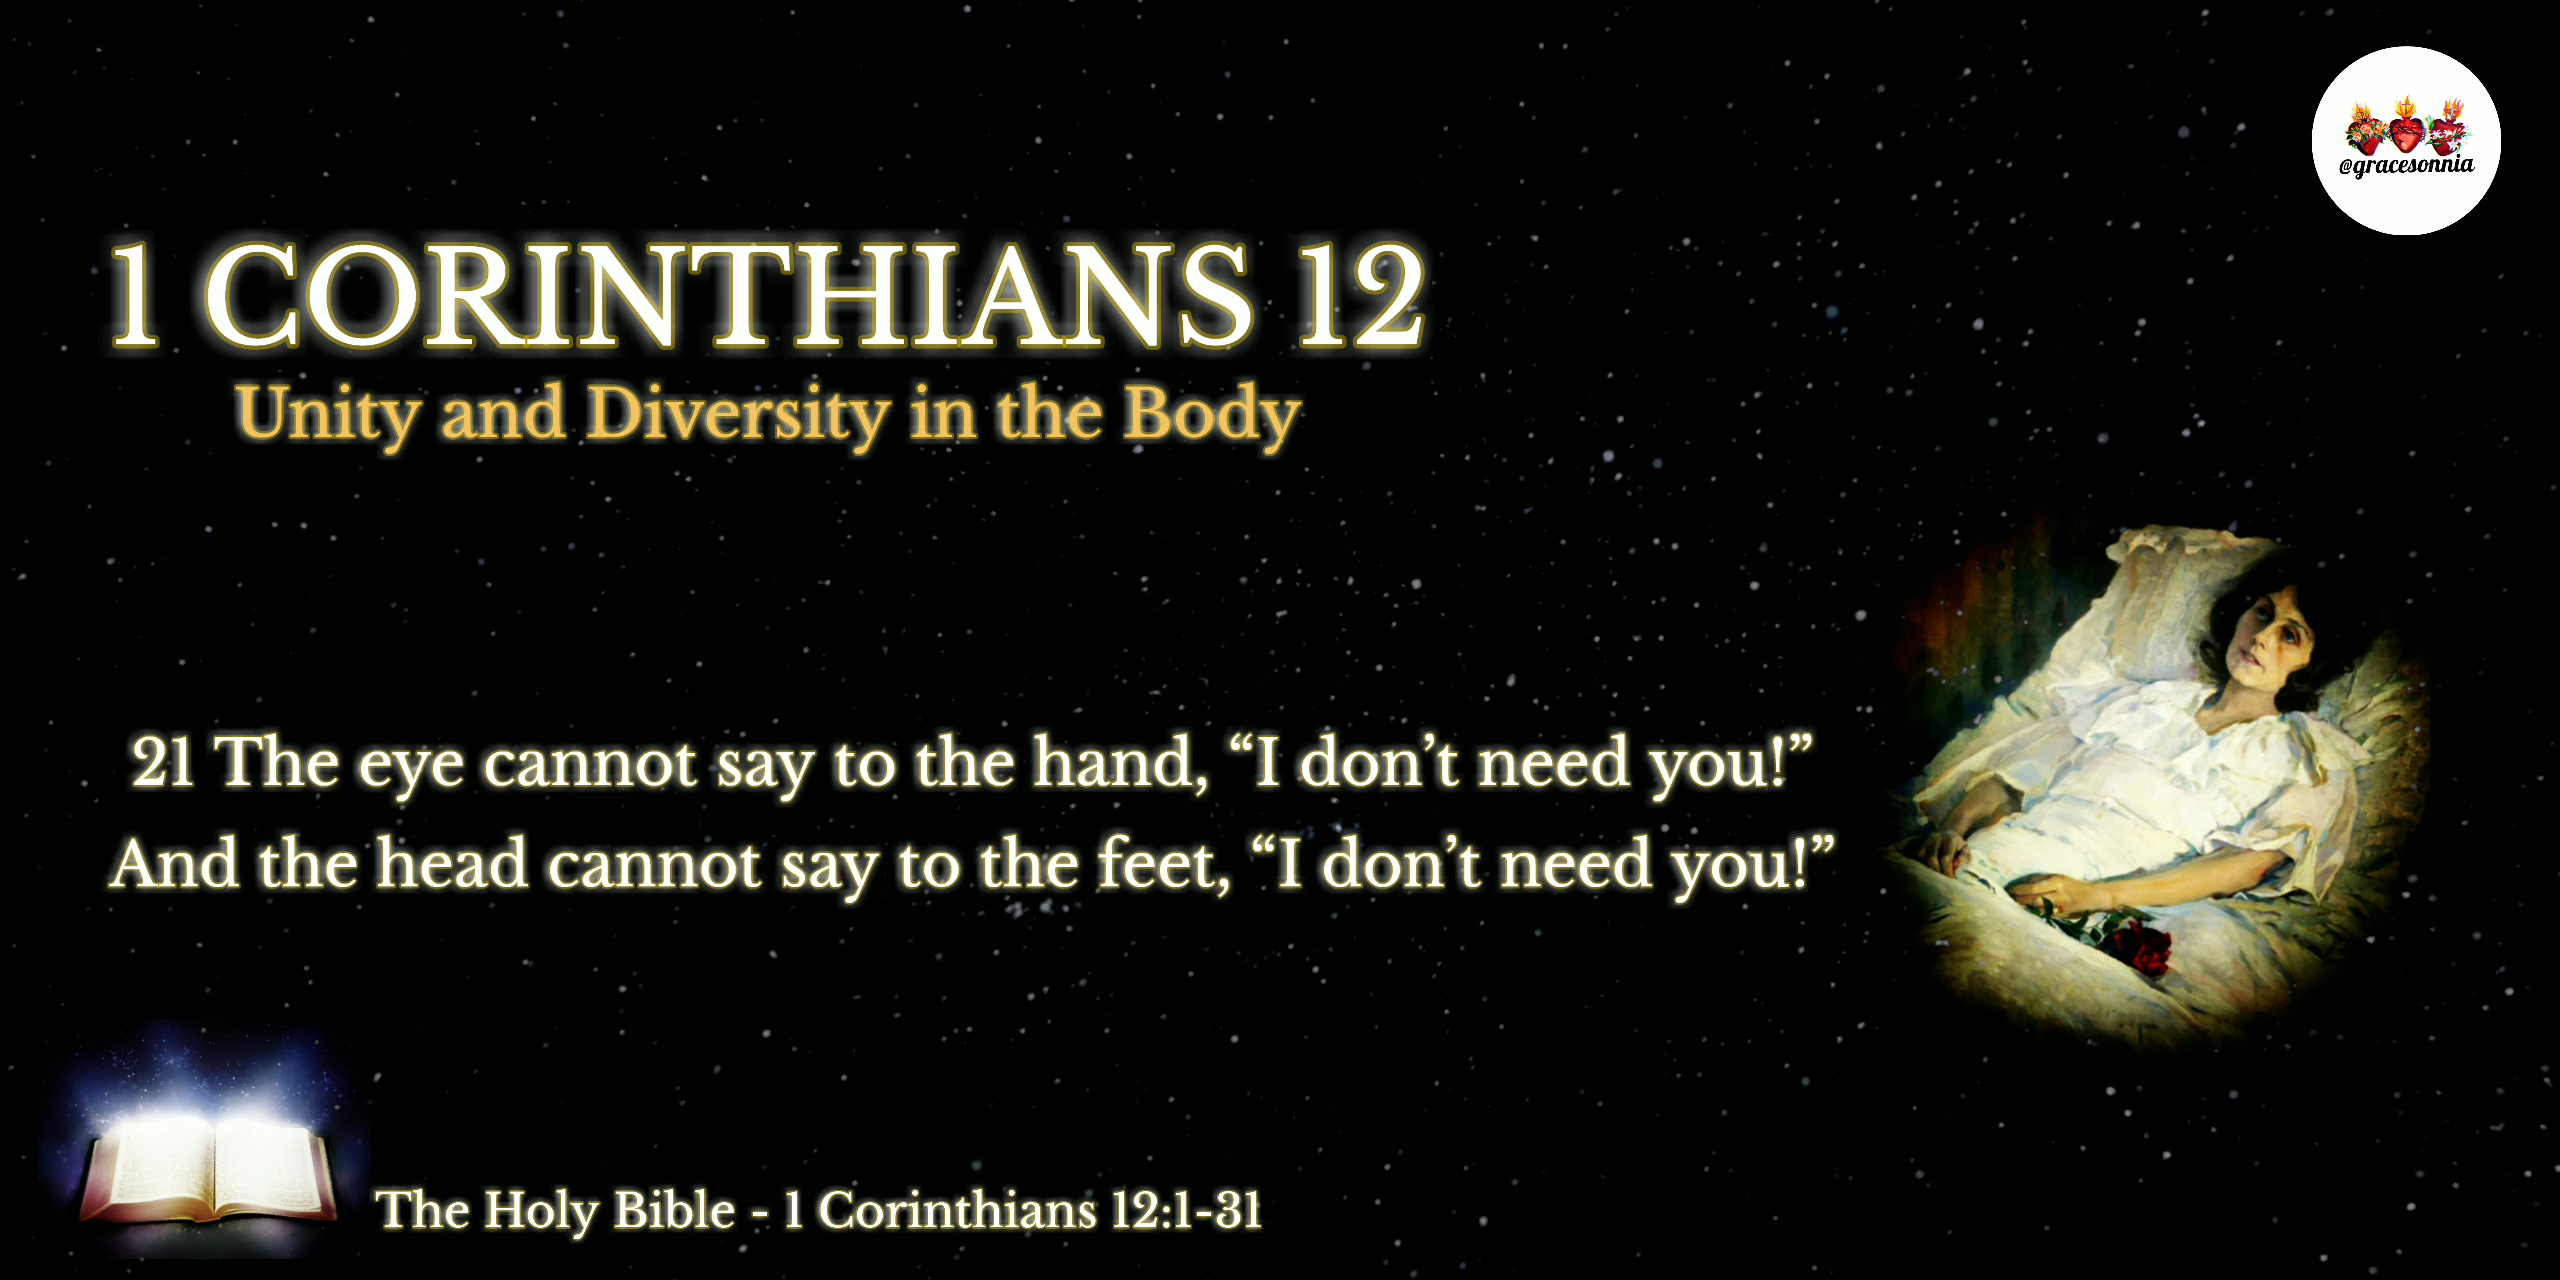 @gracesonnia
1 CORINTHIANS 12
Unity and Diversity in the Body
21 The eye cannot say to the hand, “I don’t need you!”
And the head cannot say to the feet, “I don’t need you!”
The Holy Bible - 1 Corinthians 12:1-31